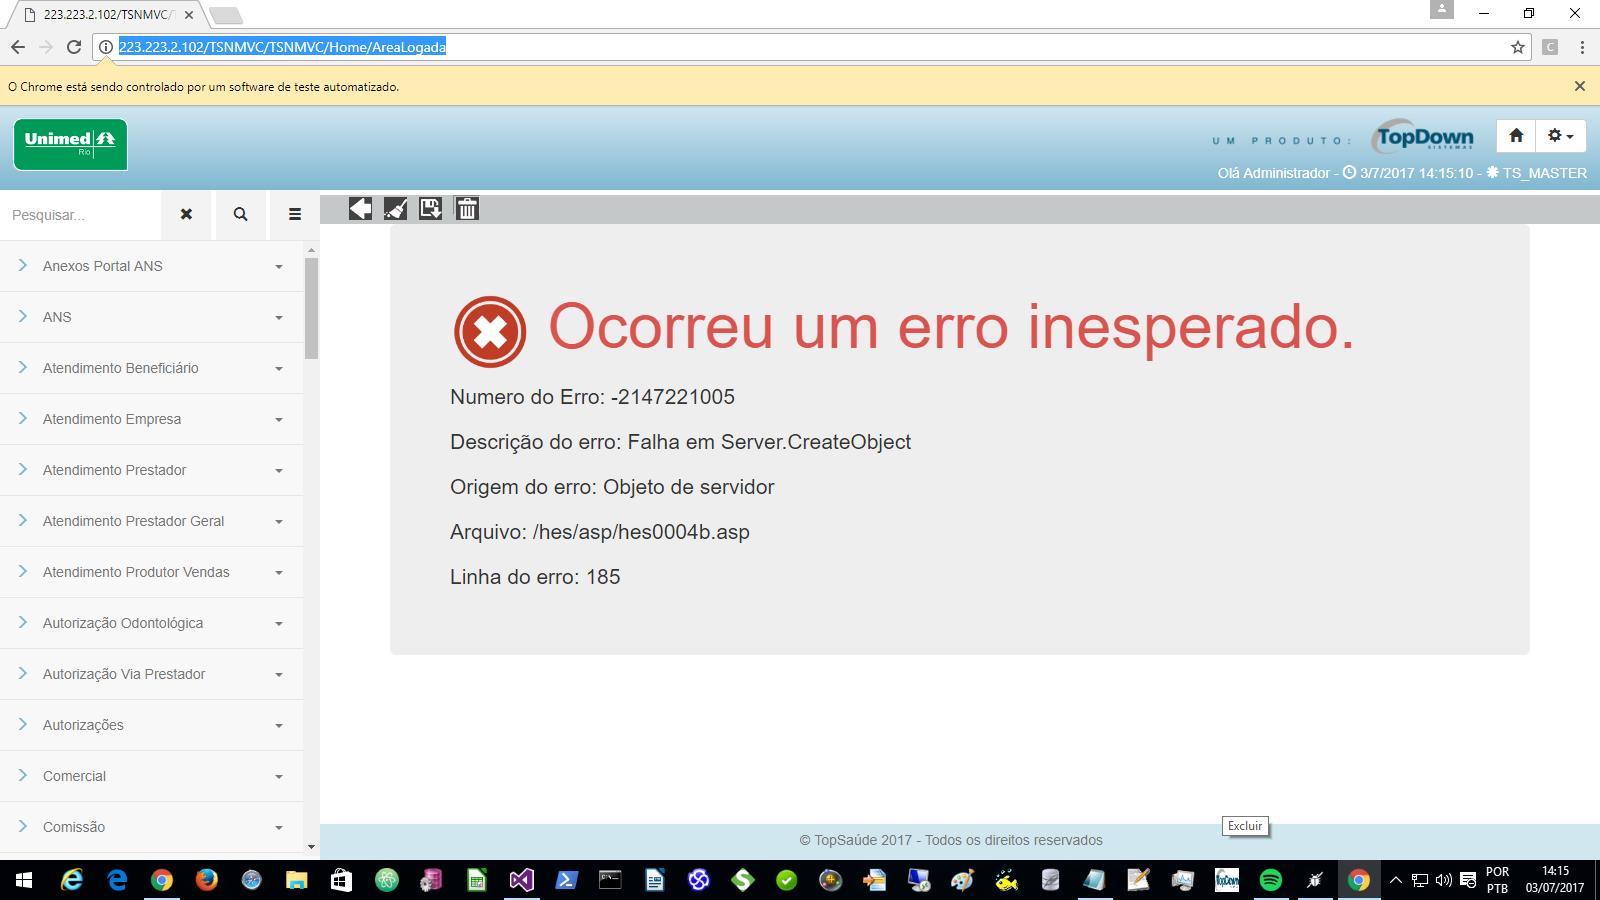 223.223.2.102/TSNMVC/T
223.223.2.102/TSNMVC/TSNMVC/Home/AreaLogada
C
O Chrome está sendo controlado por um software de teste automatizado.
Unimed
Rio
UM PRODUTO:
TopDown
SISTEMAS
Olá Administrador - 3/7/2017 14:15:10 - TS_MASTER
Pesquisar...
Anexos Portal ANS
ANS
Atendimento Beneficiário
Atendimento Empresa
Atendimento Prestador
Atendimento Prestador Geral
Atendimento Produtor Vendas
Autorização Odontológica
Autorização Via Prestador
Autorizações
Comercial
Comissão
Ocorreu um erro inesperado.
Numero do Erro: -2147221005
Descrição do erro: Falha em Server.CreateObject
Origem do erro: Objeto de servidor
Arquivo: /hes/asp/hes0004b.asp
Linha do erro: 185
Excluir
© TopSaúde 2017 - Todos os direitos reservados
TopDown
POR
PTB
14:15
03/07/2017